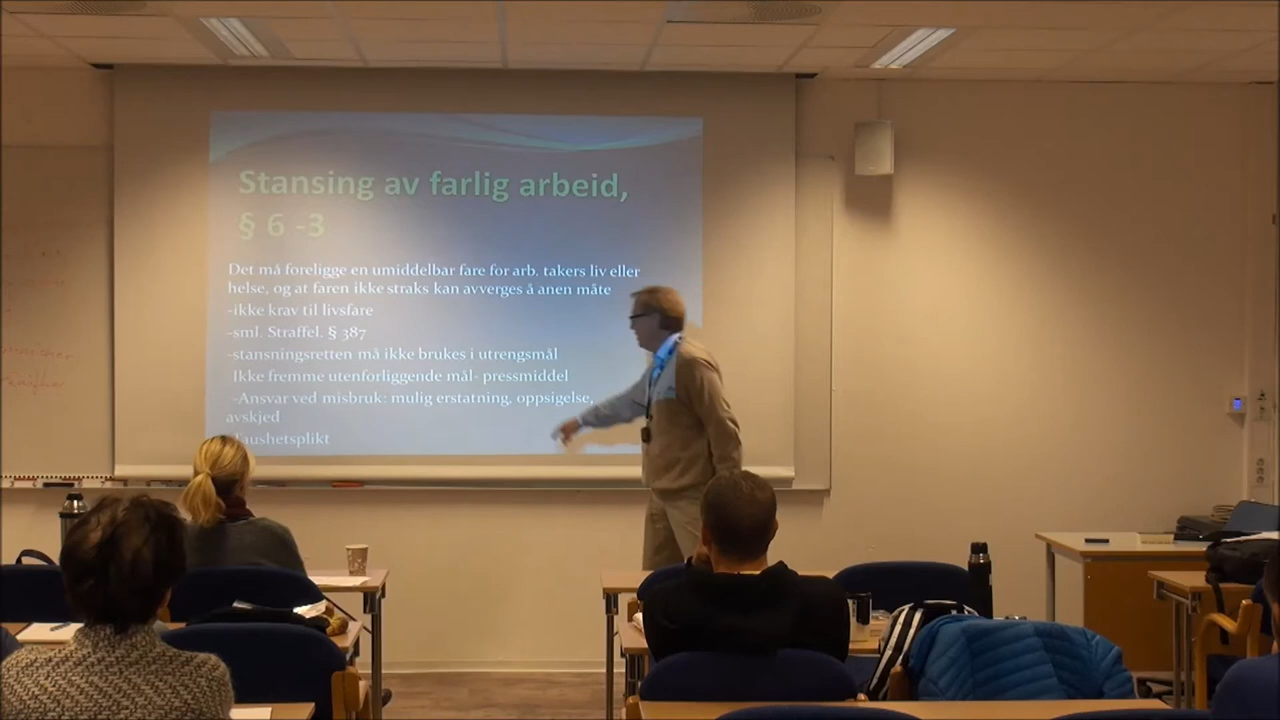 Stansing av farlig arbeid,
§ 6 -3
Det må foreligge en umiddelbar fare for arb. takers liv eller
helse, og at faren ikke straks kan avverges å anen måte
-ikke krav til livsfare
-sml. Straffel. § 387
-stansningsretten må ikke brukes i utrengsmål
Ikke fremme utenforliggende mål- pressmiddel
-Ansvar ved misbruk: mulig erstatning, oppsigelse,
avskjed
Taushetsplikt